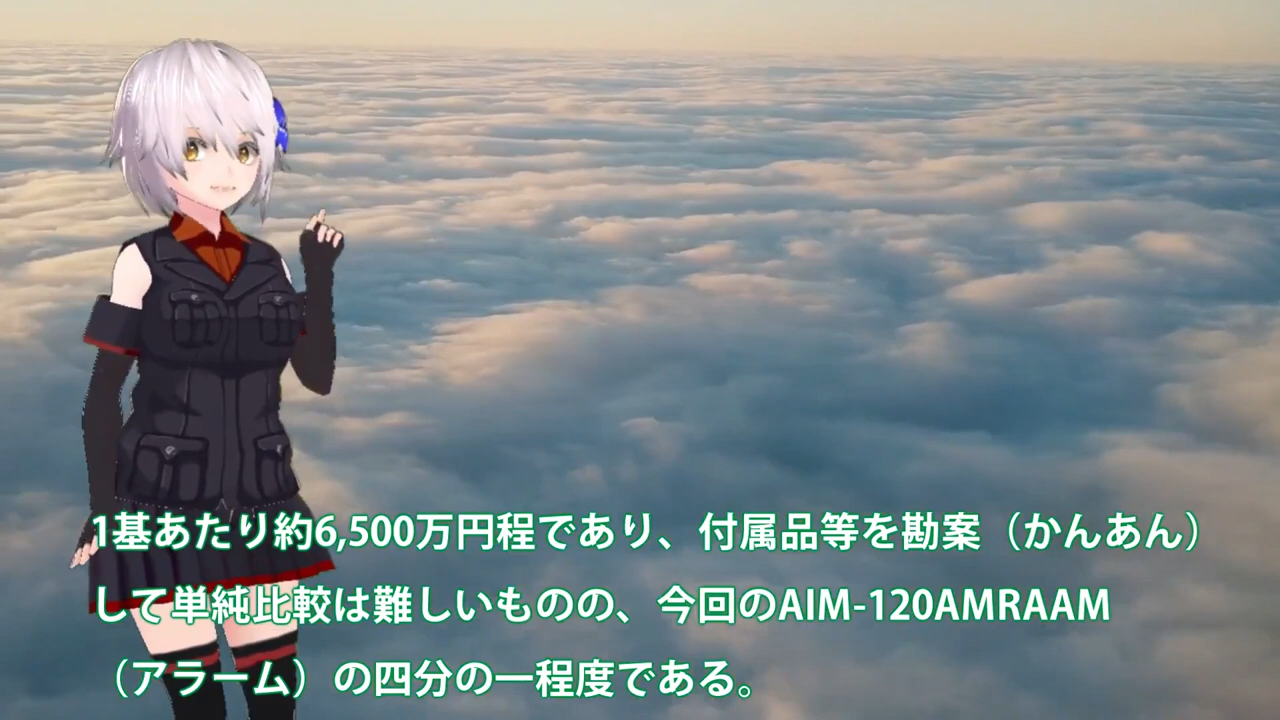 1基あたり約6,500万円程であり、付属品等を勘案（かんあん）
して単純比較は難しいものの、今回のAIM-120AMRAAM
（アラーム）の四分の一程度である。